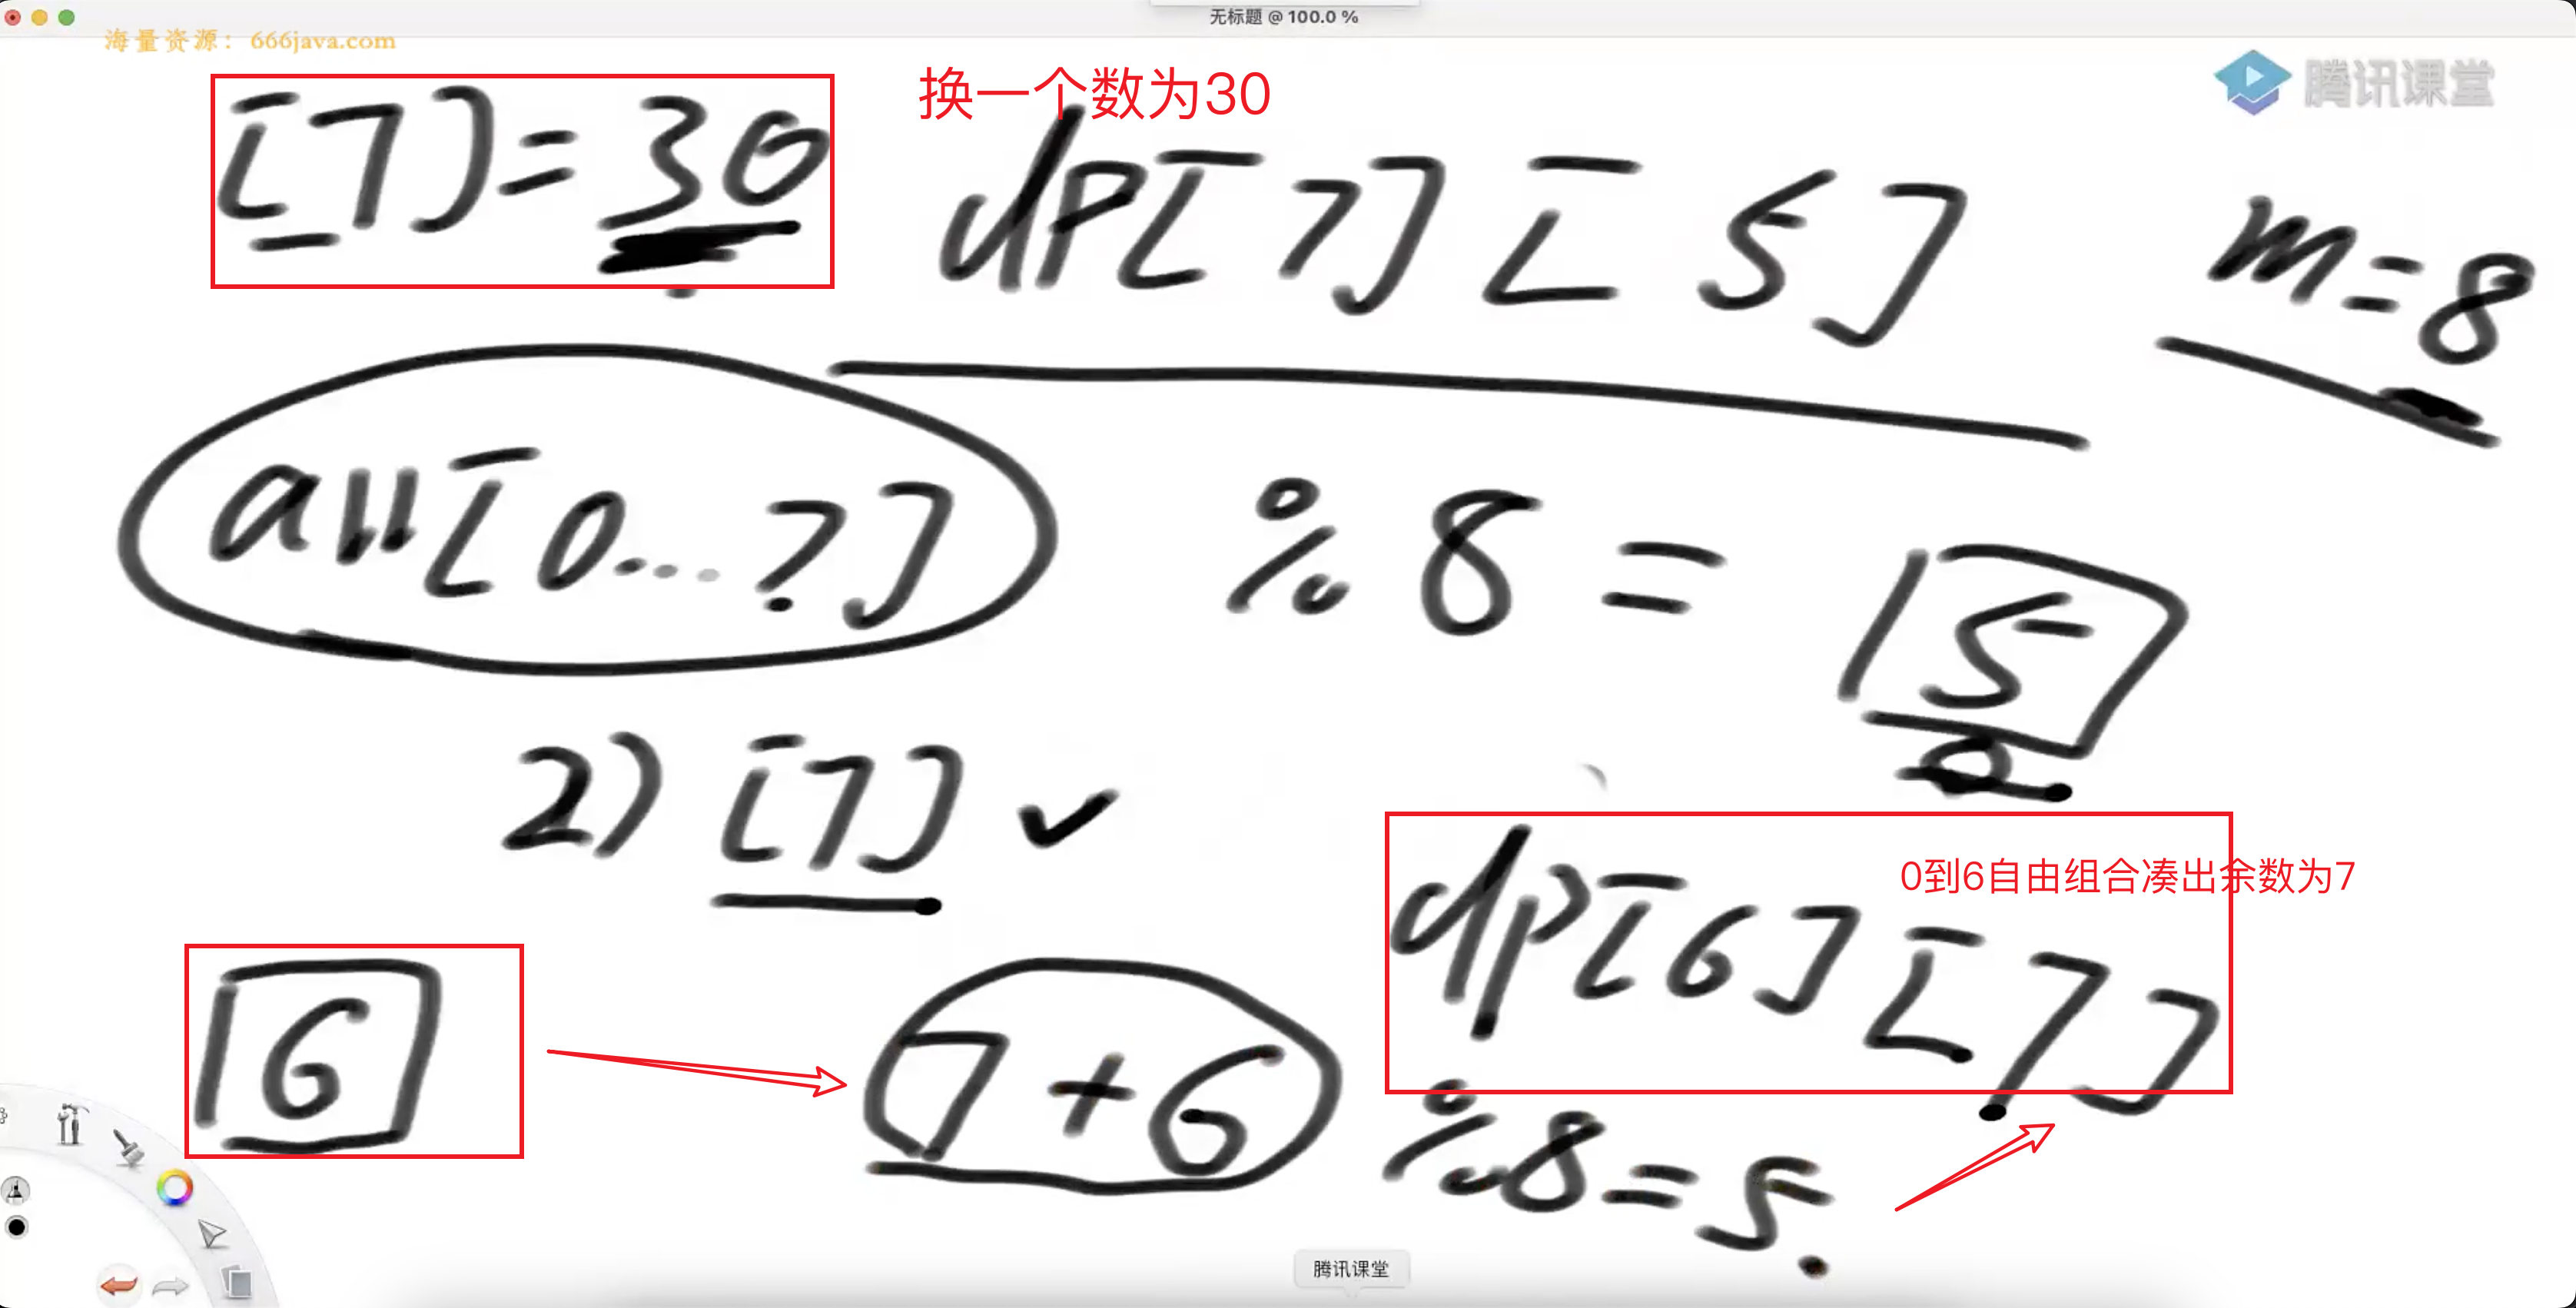 无标题 @ 100.0 %
海量资源：666java.com
腾讯课堂
换一个数为30
[7]=30
dp[7][5]
m=8
all[0...?]
%8=5
2) [7] ✓
0到6自由组合凑出余数为7
dp[6][7]
6
7+6
%8=5.
腾讯课堂